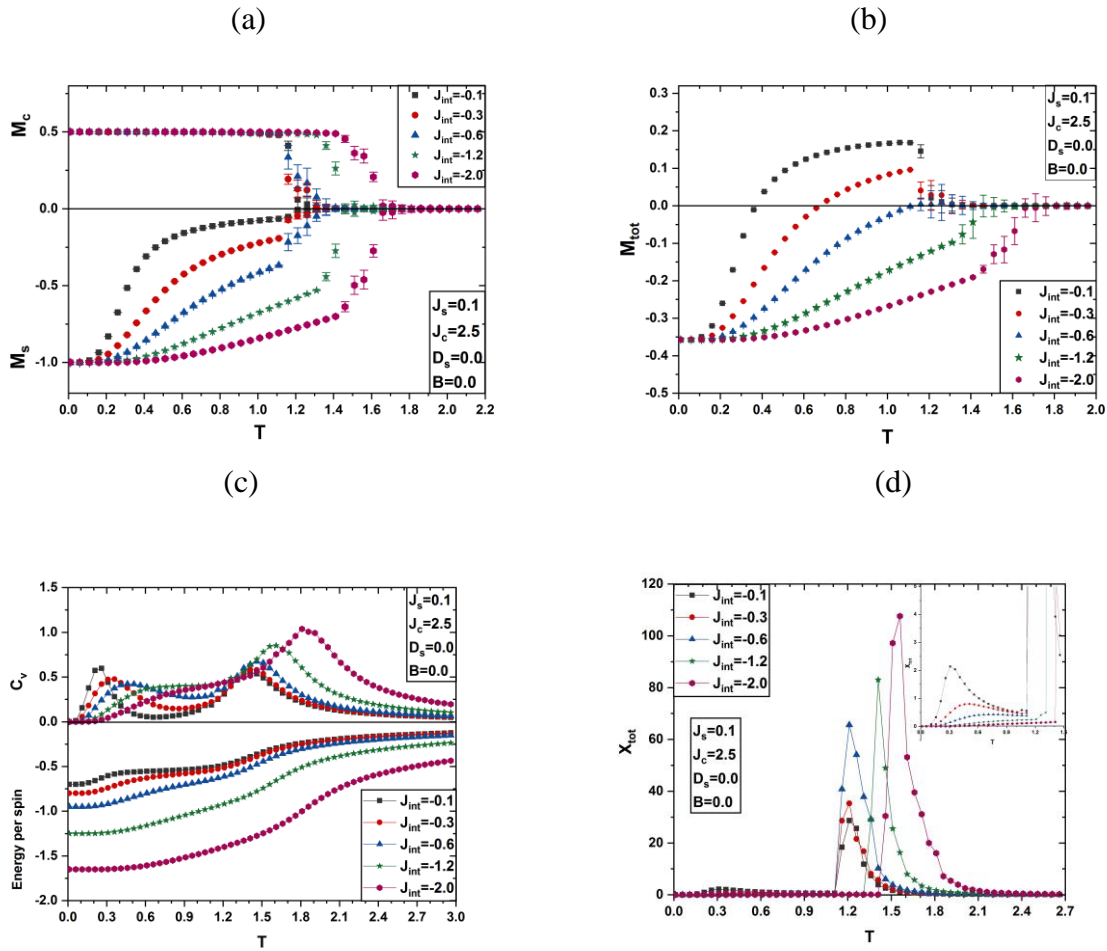 (a)
(b)
M_c
M_s
1.0
0.5
0.0
-0.5
-1.0
J_int=-0.1
J_int=-0.3
J_int=-0.6
J_int=-1.2
J_int=-2.0
J_s=0.1
J_c=2.5
D_s=0.0
B=0.0
0.0 0.2 0.4 0.6 0.8 1.0 1.2 1.4 1.6 1.8 2.0 2.2
T
M_tot
0.3
0.2
0.1
0.0
-0.1
-0.2
-0.3
-0.4
-0.5
J_s=0.1
J_c=2.5
D_s=0.0
B=0.0
J_int=-0.1
J_int=-0.3
J_int=-0.6
J_int=-1.2
J_int=-2.0
0.0 0.2 0.4 0.6 0.8 1.0 1.2 1.4 1.6 1.8 2.0
T
(c)
(d)
C_v
Energy per spin
1.5
1.0
0.5
0.0
-0.5
-1.0
-1.5
-2.0
J_s=0.1
J_c=2.5
D_s=0.0
B=0.0
J_int=-0.1
J_int=-0.3
J_int=-0.6
J_int=-1.2
J_int=-2.0
0.0 0.3 0.6 0.9 1.2 1.5 1.8 2.1 2.4 2.7 3.0
T
X_tot
120
100
80
60
40
20
0
J_int=-0.1
J_int=-0.3
J_int=-0.6
J_int=-1.2
J_int=-2.0
J_s=0.1
J_c=2.5
D_s=0.0
B=0.0
0.0 0.3 0.6 0.9 1.2 1.5 1.8 2.1 2.4 2.7
T